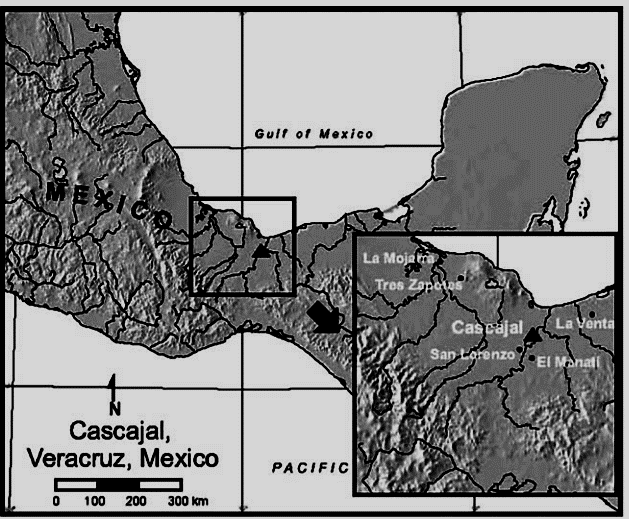 Gulf of Mexico
MEXICO
La Mojarra
Tres Zapotes
Cascajal
La Venta
San Lorenzo
El Manatí
N
Cascajal,
Veracruz, Mexico
0 100 200 300 km
PACIFIC